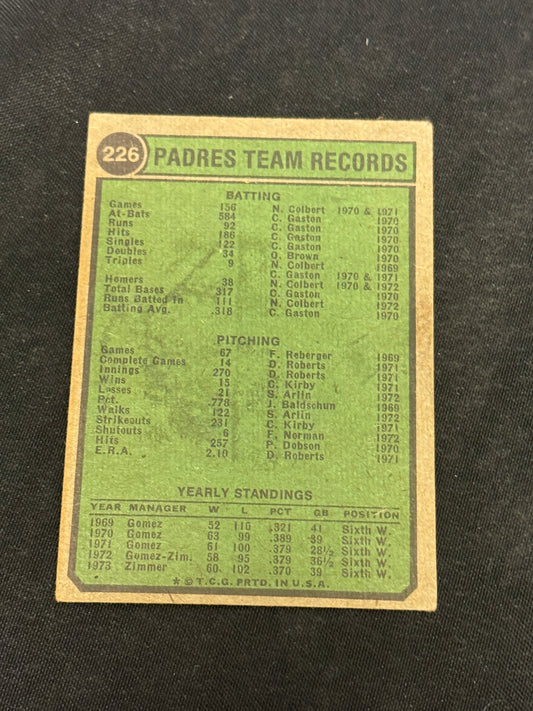 226 PADRES TEAM RECORDS
BATTING
Games 156 N. Colbert 1970 & 1971
At-Bats 584 C. Gaston 1970
Runs 92 C. Gaston 1970
Hits 186 C. Gaston 1970
Singles 122 C. Gaston 1970
Doubles 34 O. Brown 1970
Triples 9 N. Colbert 1969
C. Gaston 1970 & 1971
Homers 38 N. Colbert 1970 & 1972
Total Bases 317 C. Gaston 1970
Runs Batted In 111 N. Colbert 1972
Batting Avg. .318 C. Gaston 1970
PITCHING
Games 67 F. Reberger 1969
Complete Games 14 D. Roberts 1971
Innings 270 D. Roberts 1971
Wins 15 C. Kirby 1971
Losses 21 S. Arlin 1972
Pct. .778 J. Baldschun 1969
Walks 122 S. Arlin 1972
Strikeouts 231 C. Kirby 1971
Shutouts 6 F. Norman 1972
Hits 257 P. Dobson 1970
E.R.A. 2.10 D. Roberts 1971
YEARLY STANDINGS
YEAR MANAGER W L PCT GB POSITION
1969 Gomez 52 110 .321 41 Sixth W.
1970 Gomez 63 99 .389 39 Sixth W.
1971 Gomez 61 100 .379 28½ Sixth W.
1972 Gomez-Zim. 58 95 .379 36½ Sixth W.
1973 Zimmer 60 102 .370 39 Sixth W.
* © T.C.G. PRTD. IN U.S.A.